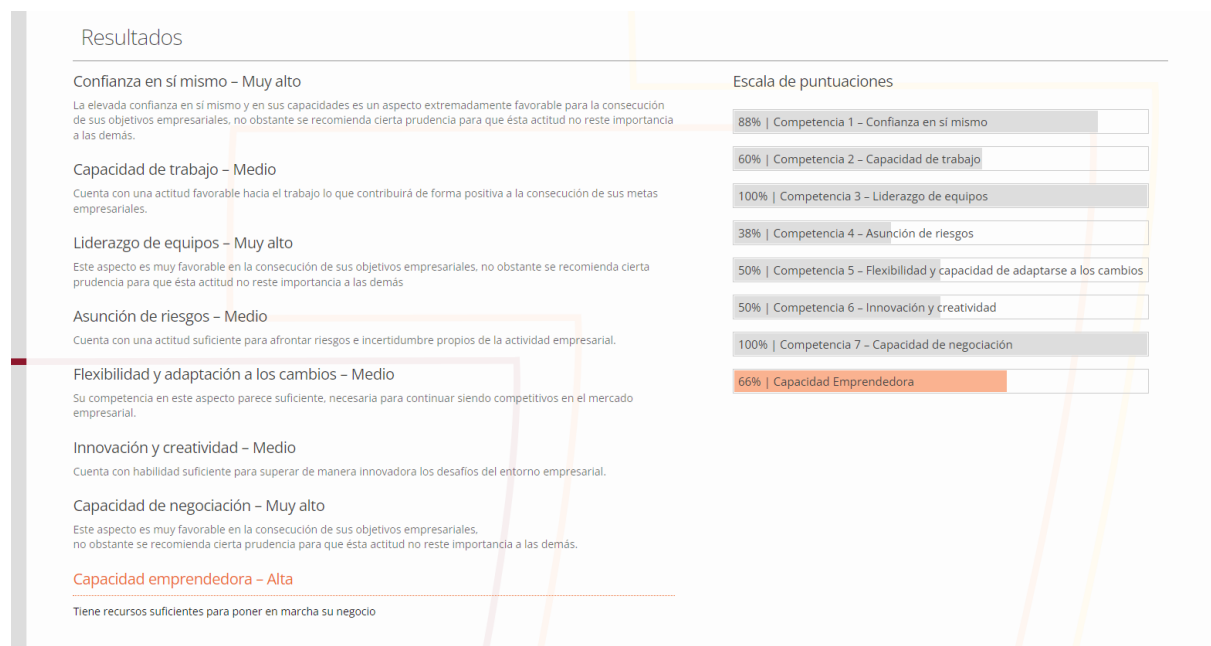 Resultados
Confianza en sí mismo – Muy alto
La elevada confianza en sí mismo y en sus capacidades es un aspecto extremadamente favorable para la consecución
de sus objetivos empresariales, no obstante se recomienda cierta prudencia para que ésta actitud no reste importancia
a las demás.
Capacidad de trabajo – Medio
Cuenta con una actitud favorable hacia el trabajo lo que contribuirá de forma positiva a la consecución de sus metas
empresariales.
Liderazgo de equipos – Muy alto
Este aspecto es muy favorable en la consecución de sus objetivos empresariales, no obstante se recomienda cierta
prudencia para que ésta actitud no reste importancia a las demás
Asunción de riesgos – Medio
Cuenta con una actitud suficiente para afrontar riesgos e incertidumbre propios de la actividad empresarial.
Flexibilidad y adaptación a los cambios – Medio
Su competencia en este aspecto parece suficiente, necesaria para continuar siendo competitivos en el mercado
empresarial.
Innovación y creatividad – Medio
Cuenta con habilidad suficiente para superar de manera innovadora los desafíos del entorno empresarial.
Capacidad de negociación – Muy alto
Este aspecto es muy favorable en la consecución de sus objetivos empresariales,
no obstante se recomienda cierta prudencia para que ésta actitud no reste importancia a las demás.
Capacidad emprendedora – Alta
Tiene recursos suficientes para poner en marcha su negocio
Escala de puntuaciones
88% | Competencia 1 – Confianza en sí mismo
60% | Competencia 2 – Capacidad de trabajo
100% | Competencia 3 – Liderazgo de equipos
38% | Competencia 4 – Asunción de riesgos
50% | Competencia 5 – Flexibilidad y capacidad de adaptarse a los cambios
50% | Competencia 6 – Innovación y creatividad
100% | Competencia 7 – Capacidad de negociación
66% | Capacidad Emprendedora